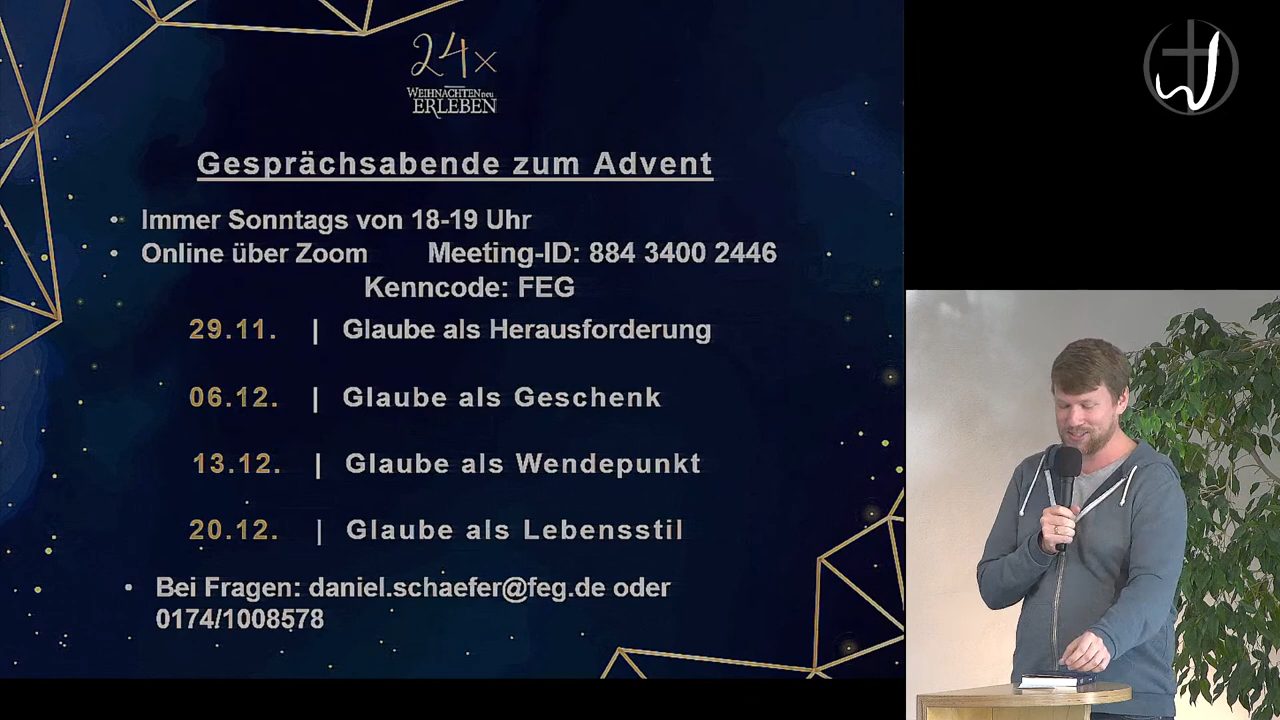 24x
WEIHNACHTEN neu
ERLEBEN
Gesprächsabende zum Advent
• Immer Sonntags von 18-19 Uhr
• Online über Zoom Meeting-ID: 884 3400 2446
Kenncode: FEG
29.11. | Glaube als Herausforderung
06.12. | Glaube als Geschenk
13.12. | Glaube als Wendepunkt
20.12. | Glaube als Lebensstil
• Bei Fragen: daniel.schaefer@feg.de oder
0174/1008578